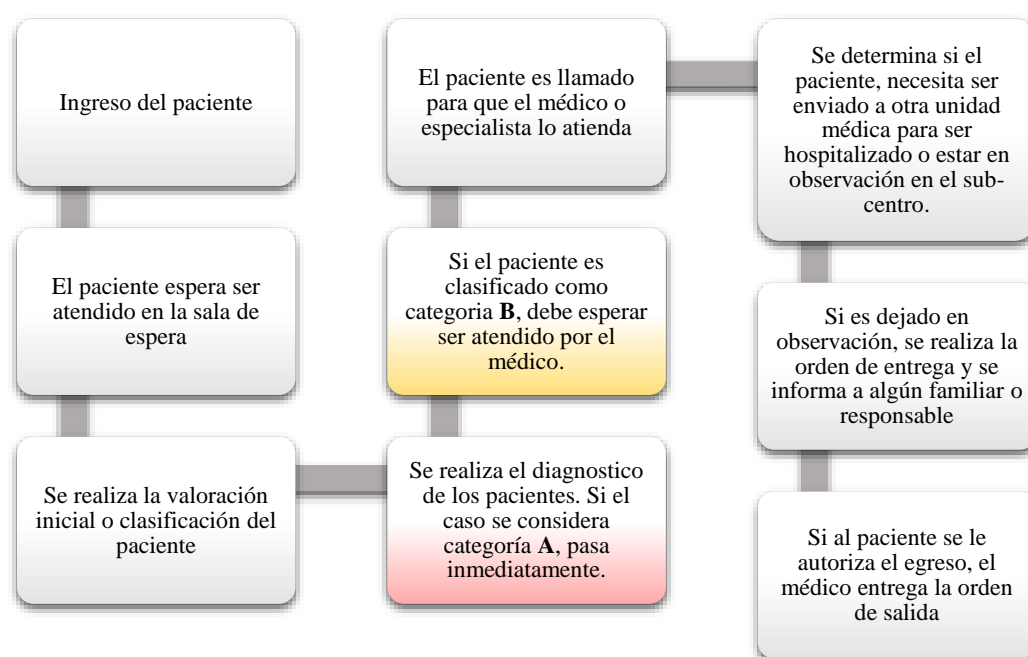 Ingreso del paciente
El paciente espera ser
atendido en la sala de
espera
Se realiza la valoración
inicial o clasificación del
paciente
Se realiza el diagnostico
de los pacientes. Si el
caso se considera
categoría A, pasa
inmediatamente.
Si el paciente es
clasificado como
categoria B, debe esperar
ser atendido por el
médico.
El paciente es llamado
para que el médico o
especialista lo atienda
Se determina si el
paciente, necesita ser
enviado a otra unidad
médica para ser
hospitalizado o estar en
observación en el sub-
centro.
Si es dejado en
observación, se realiza la
orden de entrega y se
informa a algún familiar o
responsable
Si al paciente se le
autoriza el egreso, el
médico entrega la orden
de salida